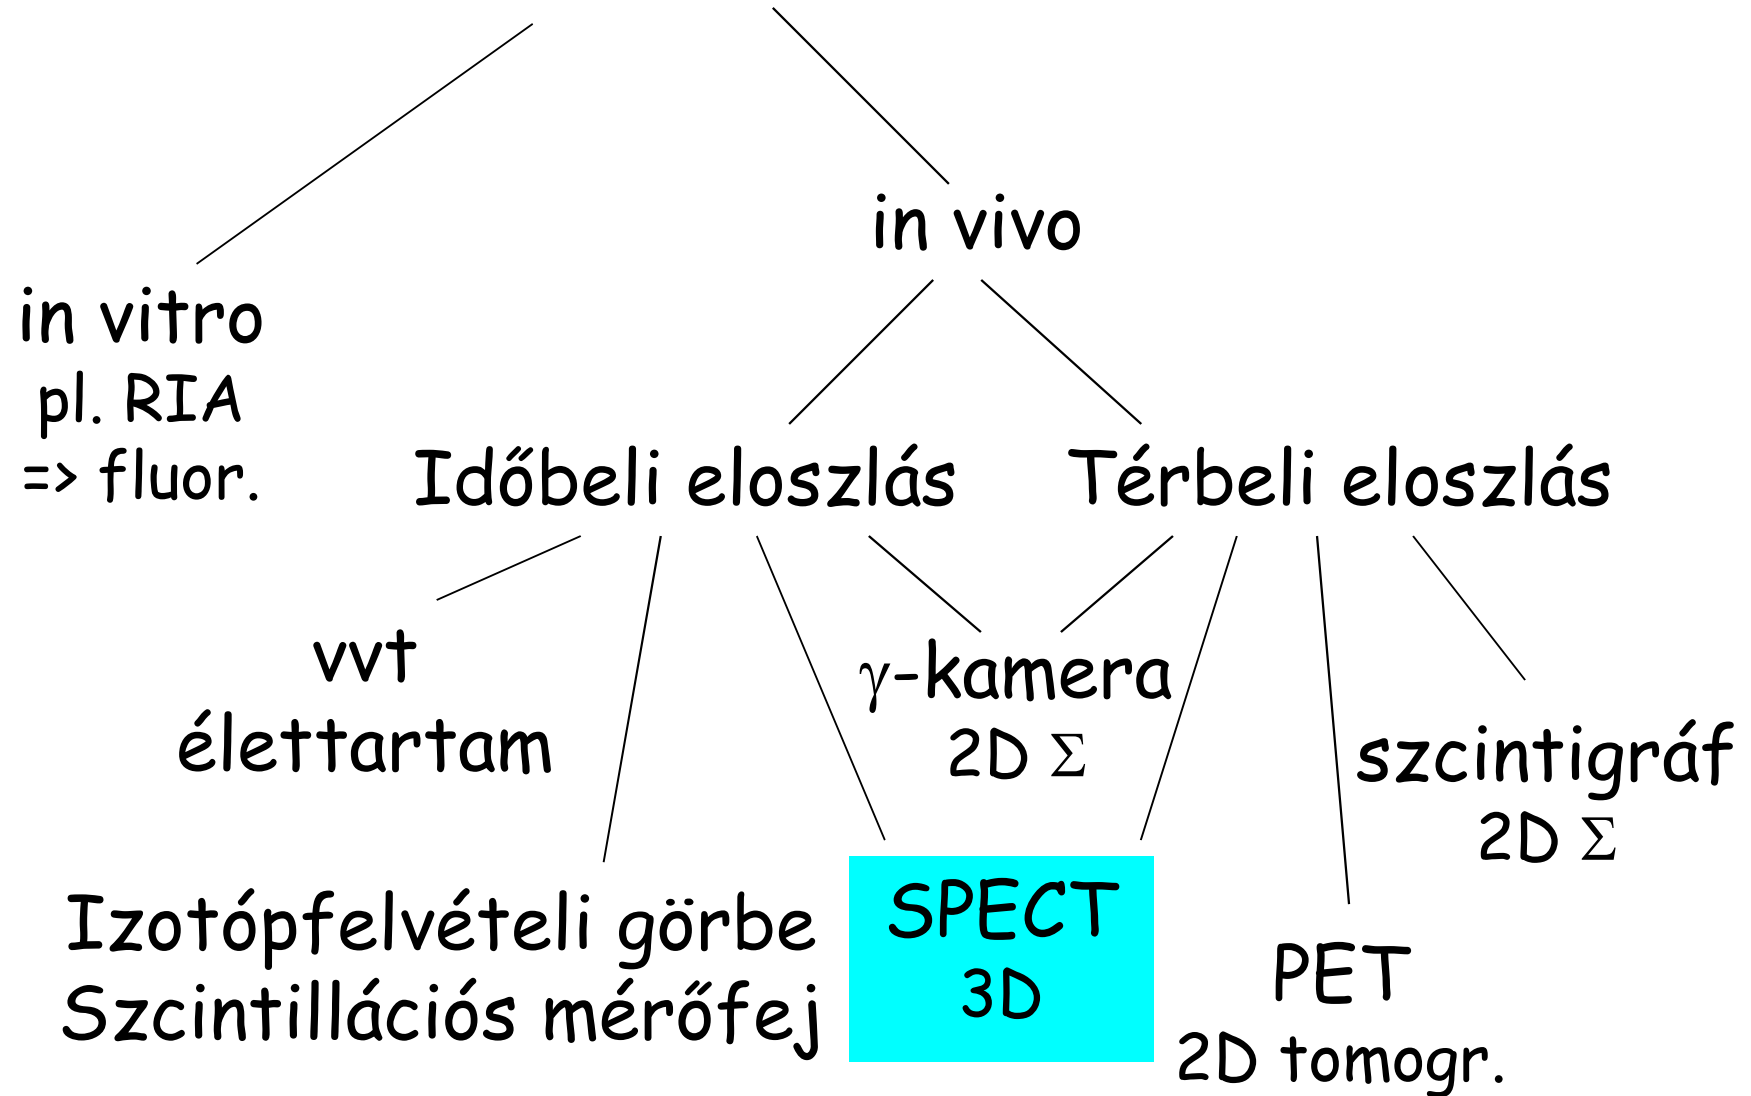 in vivo
in vitro
pl. RIA
=> fluor.
Időbeli eloszlás
Térbeli eloszlás
vvt
élettartam
γ-kamera
2D Σ
szcintigráf
2D Σ
Izotópfelvételi görbe
Szcintillációs mérőfej
SPECT
3D
PET
2D tomogr.